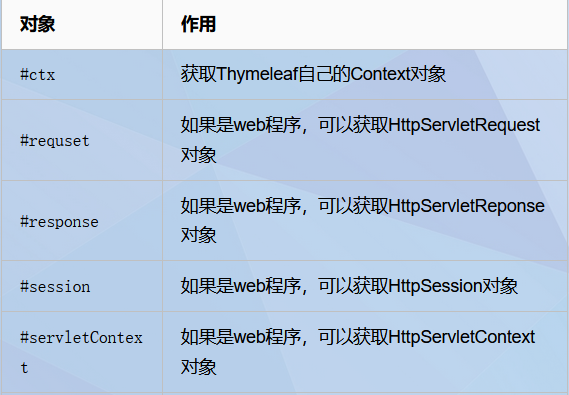 对象 作用
#ctx 获取Thymeleaf自己的Context对象
#requset 如果是web程序，可以获取HttpServletRequest
对象
#response 如果是web程序，可以获取HttpServletReponse
对象
#session 如果是web程序，可以获取HttpSession对象
#servletContex 如果是web程序，可以获取HttpServletContext
t 对象